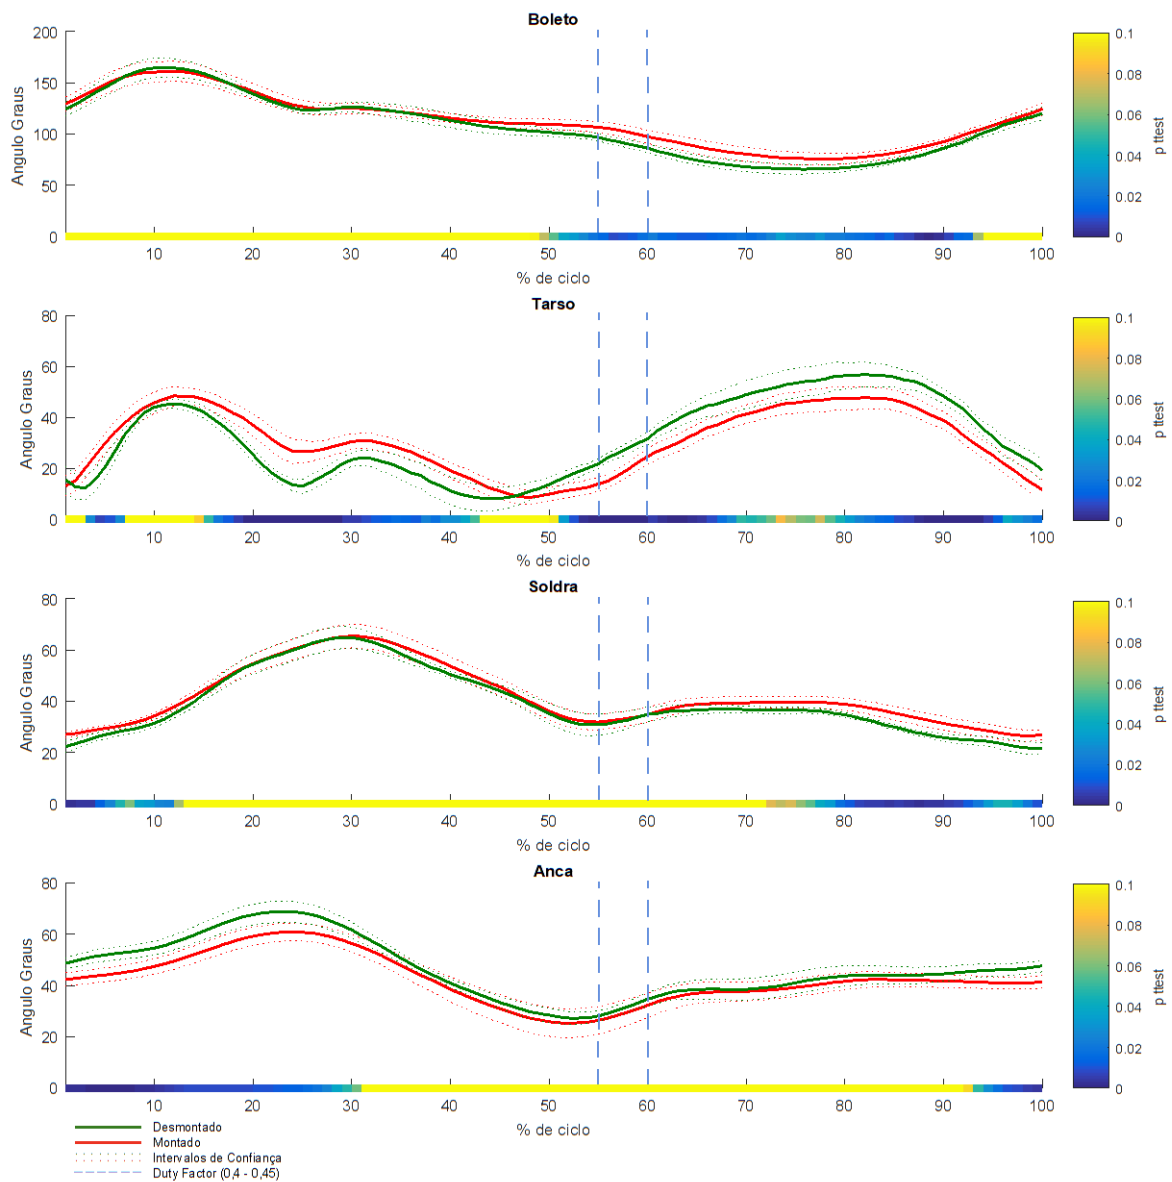 Boleto
Angulo Graus
200
150
100
50
0
10 20 30 40 50 60 70 80 90 100
% de ciclo
0.1
0.08
0.06
0.04
0.02
0
p ttest
Tarso
Angulo Graus
80
60
40
20
0
10 20 30 40 50 60 70 80 90 100
% de ciclo
0.1
0.08
0.06
0.04
0.02
0
p ttest
Soldra
Angulo Graus
80
60
40
20
0
10 20 30 40 50 60 70 80 90 100
% de ciclo
0.1
0.08
0.06
0.04
0.02
0
p ttest
Anca
Angulo Graus
80
60
40
20
0
10 20 30 40 50 60 70 80 90 100
% de ciclo
0.1
0.08
0.06
0.04
0.02
0
p ttest
Desmontado
Montado
Intervalos de Confiança
Duty Factor (0,4 - 0,45)